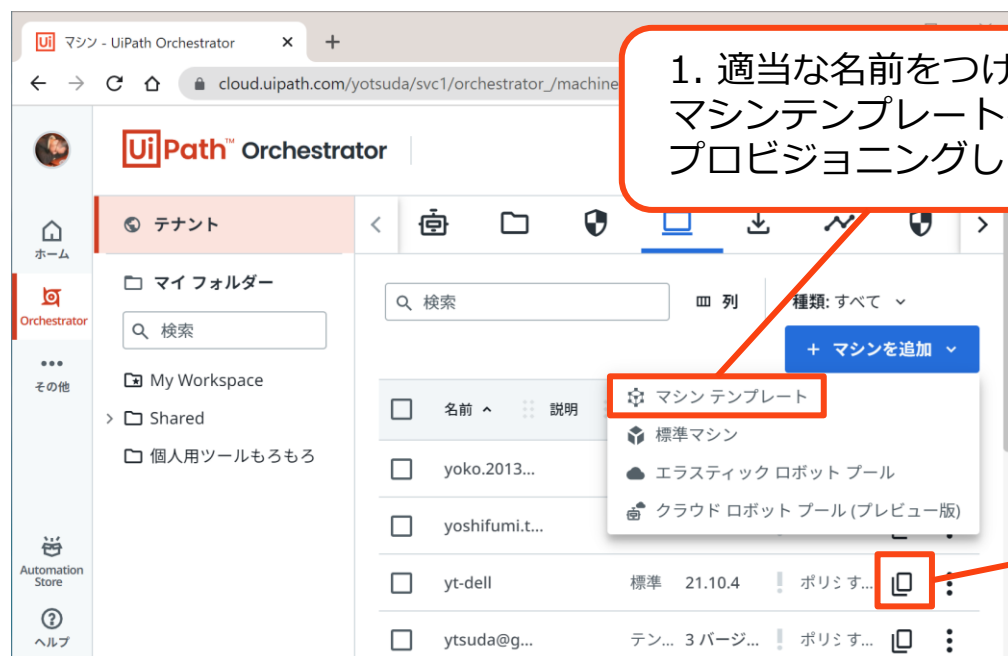 マシン - UiPath Orchestrator
cloud.uipath.com/yotsuda/svc1/orchestrator_/machine
1. 適当な名前をつけ
マシンテンプレート
プロビジョニングし
UiPath™ Orchestrator
テナント
ホーム
マイ フォルダー
検索
列
種類: すべて
Orchestrator
検索
+ マシンを追加
その他
My Workspace
マシン テンプレート
名前
説明
Shared
標準マシン
個人用ツールもろもろ
yoko.2013...
エラスティック ロボット プール
クラウド ロボット プール (プレビュー版)
yoshifumi.t...
Automation
Store
yt-dell 標準 21.10.4 ポリシす...
ヘルプ
ytsuda@g... テン... 3 バージ... ポリシす...